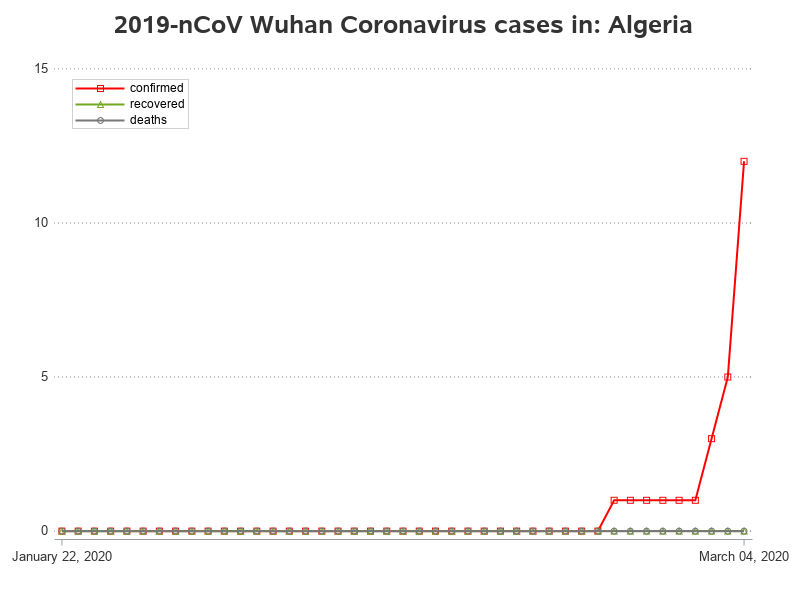 2019-nCoV Wuhan Coronavirus cases in: Algeria
15
confirmed
recovered
deaths
10
5
0
January 22, 2020
March 04, 2020